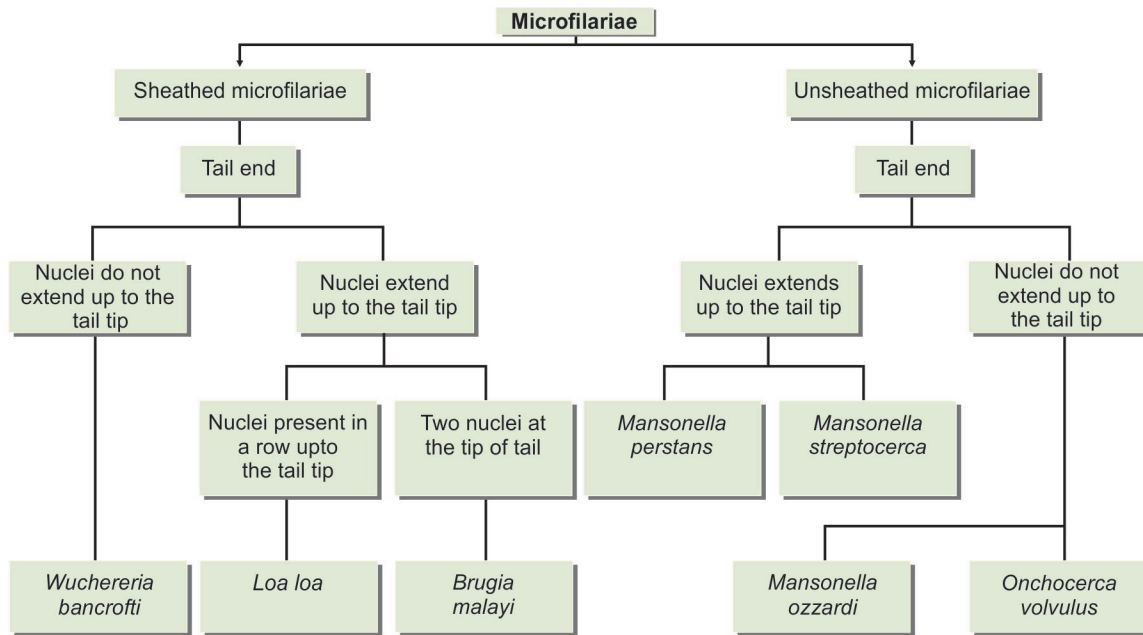 Microfilariae
Sheathed microfilariae
Unsheathed microfilariae
Tail end
Tail end
Nuclei do not
extend up to the
tail tip
Nuclei extend
up to the tail tip
Nuclei extends
up to the tail tip
Nuclei do not
extend up to
the tail tip
Nuclei present in
a row upto
the tail tip
Two nuclei at
the tip of tail
Mansonella
perstans
Mansonella
streptocerca
Wuchereria
bancrofti
Loa loa
Brugia
malayi
Mansonella
ozzardi
Onchocerca
volvulus